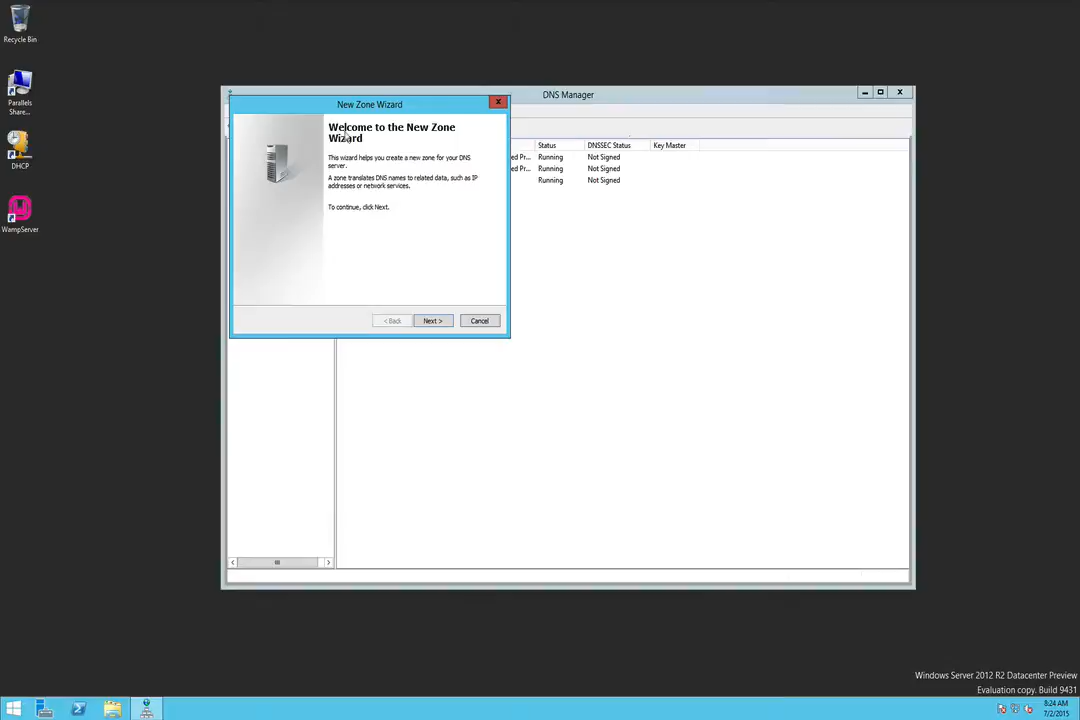 Recycle Bin
Parallels
Share...
DHCP
WampServer
DNS Manager
New Zone Wizard
Welcome to the New Zone
Wizard
This wizard helps you create a new zone for your DNS
server.
A zone translates DNS names to related data, such as IP
addresses or network services.
To continue, click Next.
< Back
Next >
Cancel
Status
DNSSEC Status
Key Master
ed Pr...
Running
Not Signed
ed Pr...
Running
Not Signed
Running
Not Signed
Windows Server 2012 R2 Datacenter Preview
Evaluation copy. Build 9431
8:24 AM
7/2/2015